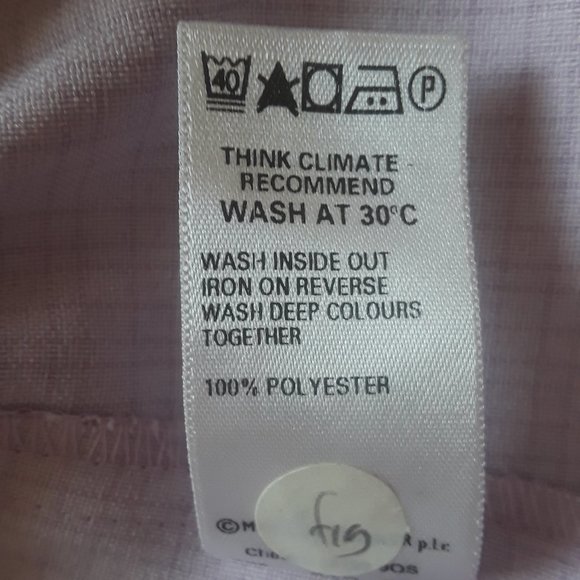 40 P
THINK CLIMATE -
RECOMMEND
WASH AT 30°C
WASH INSIDE OUT
IRON ON REVERSE
WASH DEEP COLOURS
TOGETHER
100% POLYESTER
fig
©M p.l.c